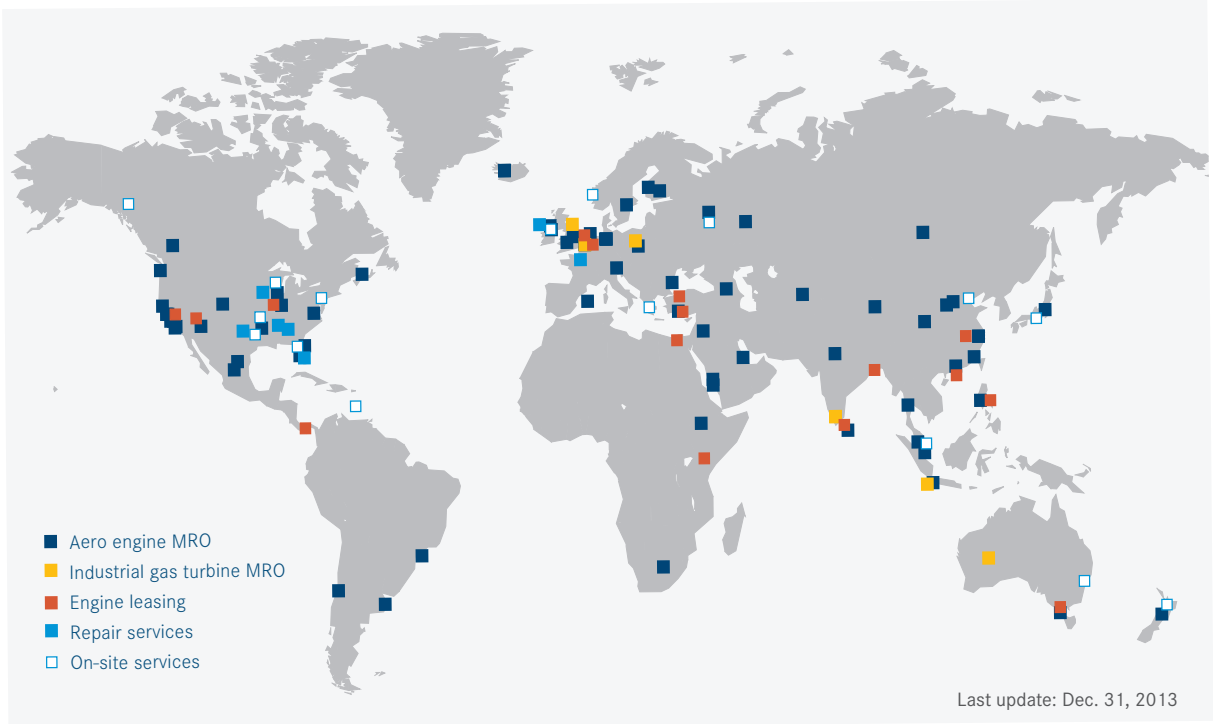 Aero engine MRO
Industrial gas turbine MRO
Engine leasing
Repair services
On-site services
Last update: Dec. 31, 2013